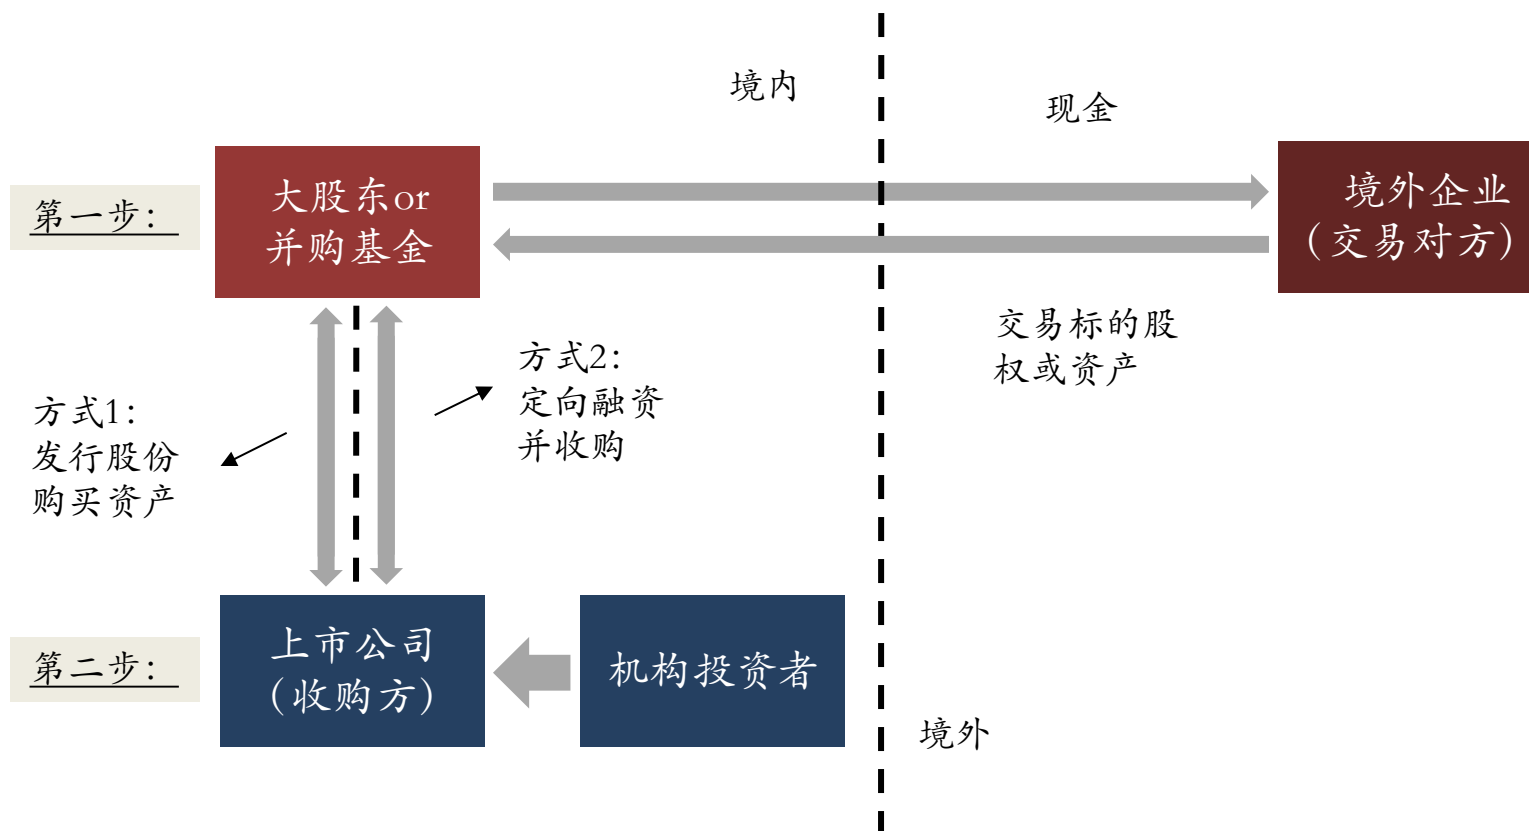 境内
现金
第一步：
大股东or
并购基金
境外企业
（交易对方）
交易标的股
权或资产
方式1：
发行股份
购买资产
方式2：
定向融资
并收购
第二步：
上市公司
（收购方）
机构投资者
境外